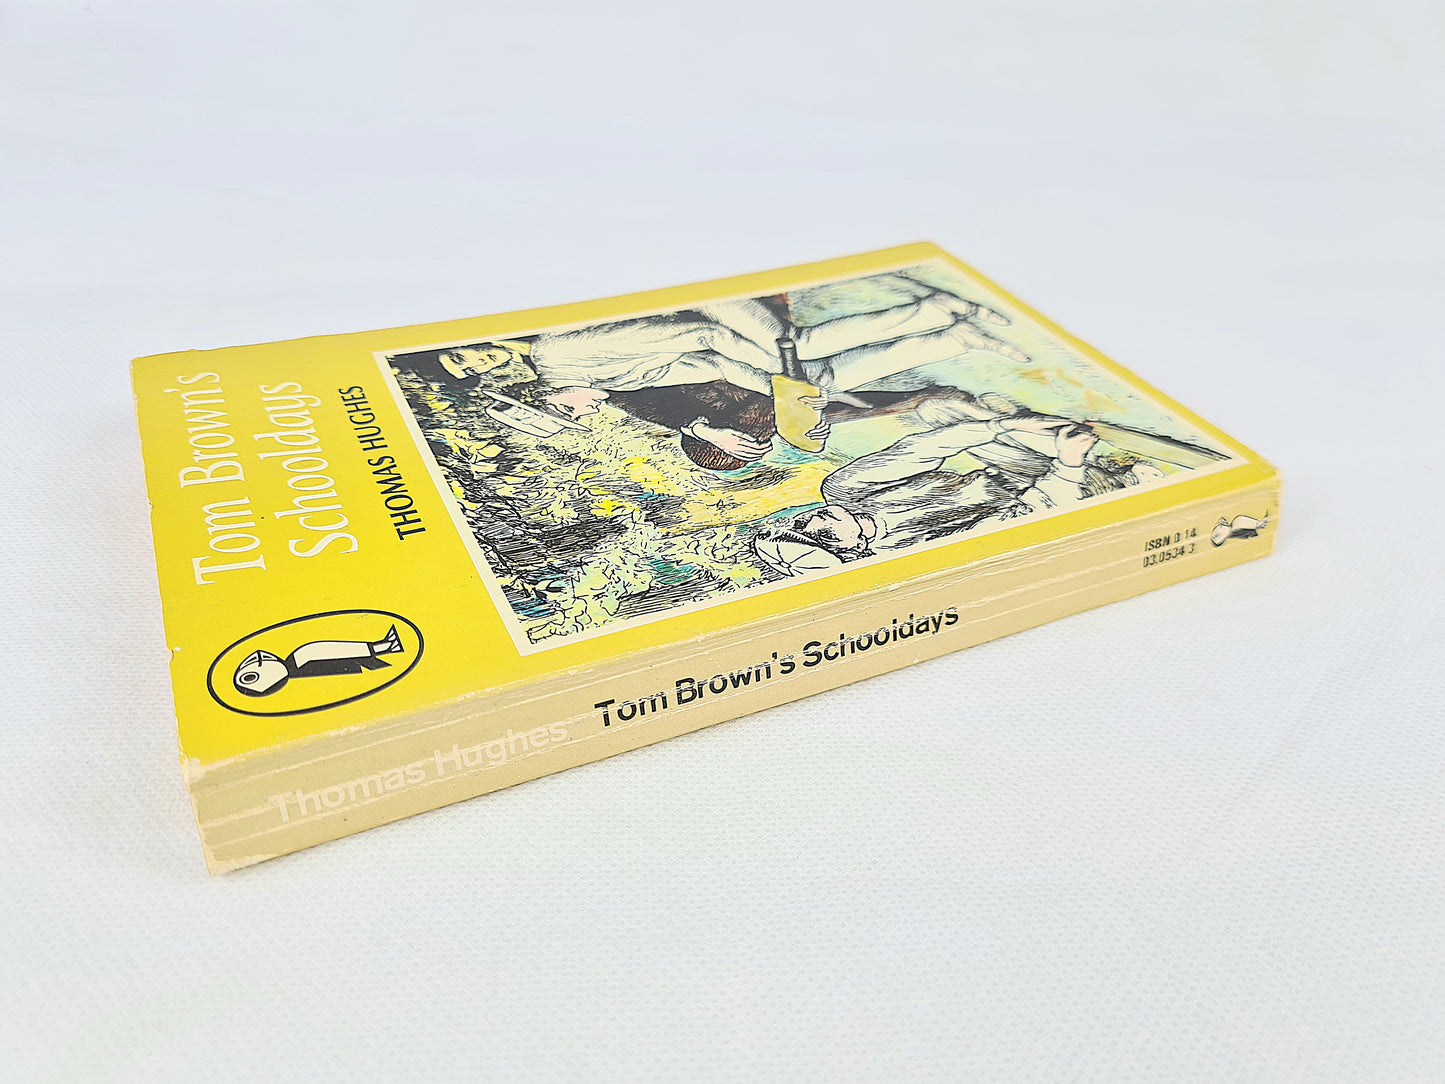 Tom Brown's
Schooldays
THOMAS HUGHES
Thomas Hughes
Tom Brown's Schooldays
ISBN 0 14
03.0534 3